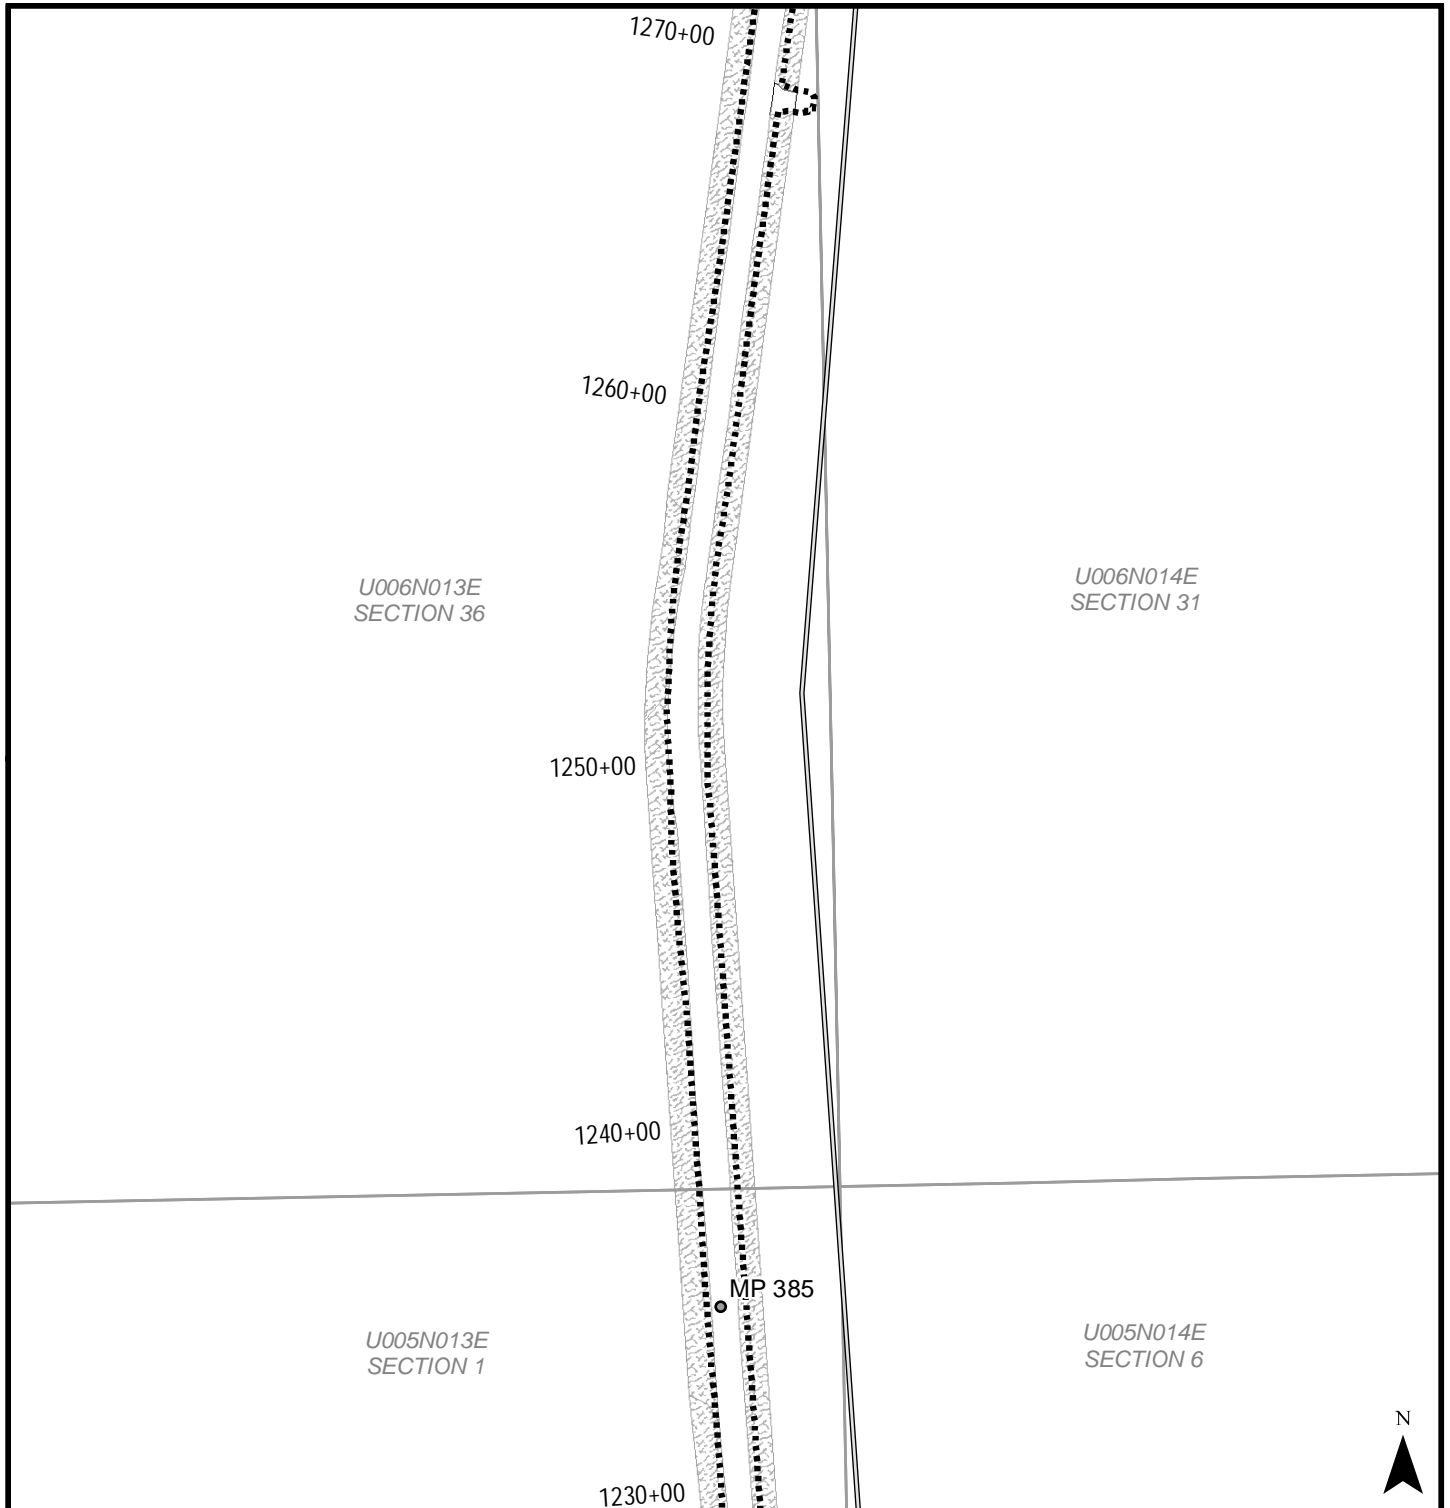 1270+00
1260+00
U006N013E
SECTION 36
U006N014E
SECTION 31
1250+00
1240+00
MP 385
U005N013E
SECTION 1
U005N014E
SECTION 6
N
1230+00